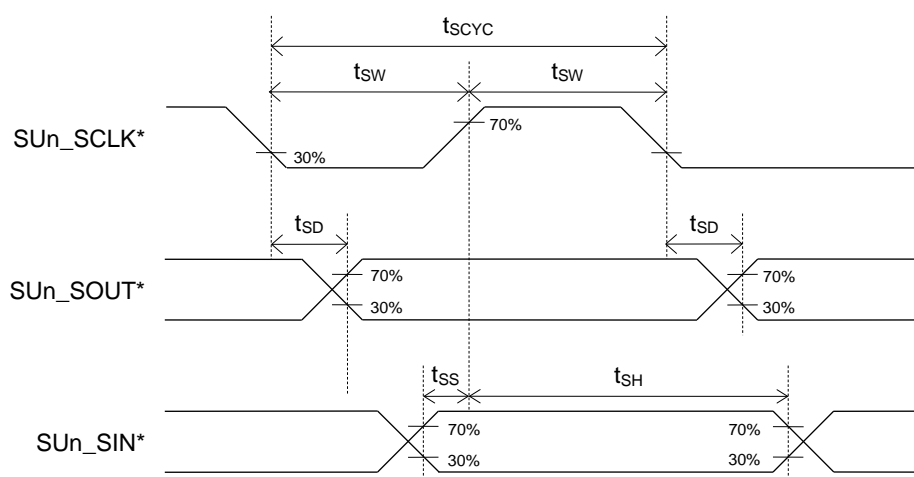 tSCYC
tSW tSW
SUn_SCLK*
70%
30%
tSD tSD
SUn_SOUT*
70% 70%
30% 30%
tSS tSH
SUn_SIN*
70% 70%
30% 30%